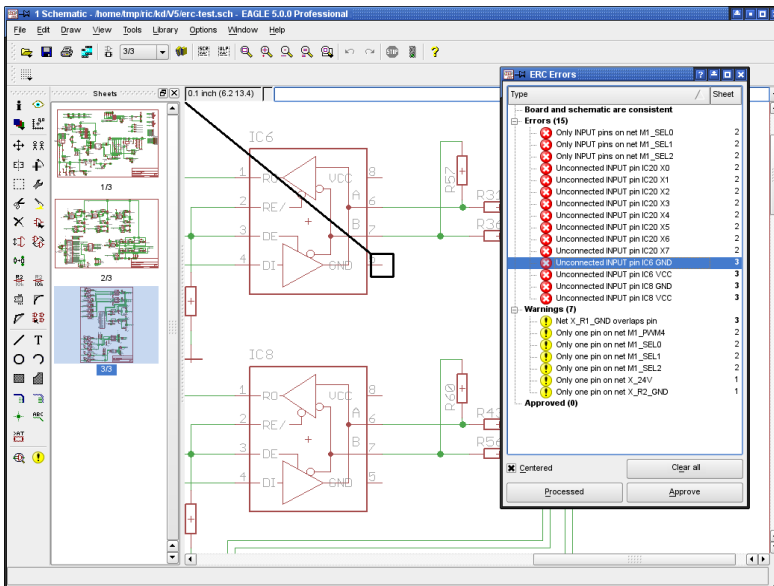 1 Schematic - /home/tmp/ric/kd/V5/erc-test.sch - EAGLE 5.0.0 Professional
File Edit Draw View Tools Library Options Window Help
3/3
STOP ?
Sheets
0.1 inch (6.2 13.4)
1/3
2/3
3/3
IC6
1 RO VCC 8
2 RE/ A 6
3 DE B 7
4 DI GND 5
R57
IC8
1 RO VCC 8
2 RE/ A 6
3 DE B 7
4 DI GND 5
R60
ERC Errors
Type / Sheet
Board and schematic are consistent
Errors (15)
Only INPUT pins on net M1_SEL0 2
Only INPUT pins on net M1_SEL1 2
Only INPUT pins on net M1_SEL2 2
Unconnected INPUT pin IC20 X0 2
Unconnected INPUT pin IC20 X1 2
Unconnected INPUT pin IC20 X2 2
Unconnected INPUT pin IC20 X3 2
Unconnected INPUT pin IC20 X4 2
Unconnected INPUT pin IC20 X5 2
Unconnected INPUT pin IC20 X6 2
Unconnected INPUT pin IC20 X7 2
Unconnected INPUT pin IC6 GND 3
Unconnected INPUT pin IC6 VCC 3
Unconnected INPUT pin IC8 GND 3
Unconnected INPUT pin IC8 VCC 3
Warnings (7)
Net X_R1_GND overlaps pin 3
Only one pin on net M1_PWM4 2
Only one pin on net M1_SEL0 2
Only one pin on net M1_SEL1 2
Only one pin on net M1_SEL2 2
Only one pin on net X_24V 1
Only one pin on net X_R2_GND 1
Approved (0)
Centered
Clear all
Processed
Approve